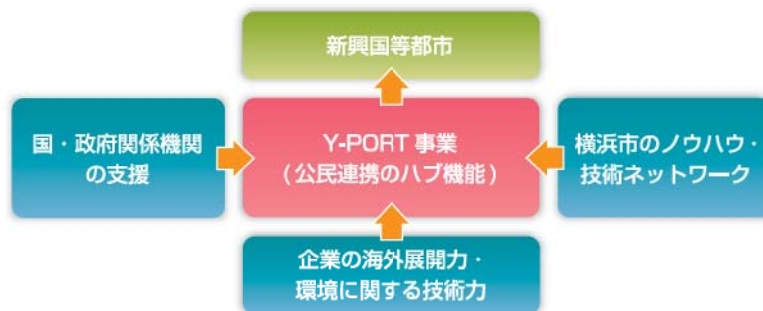 新興国等都市
国・政府関係機関
の支援
Y-PORT 事業
(公民連携のハブ機能)
横浜市のノウハウ・
技術ネットワーク
企業の海外展開力・
環境に関する技術力